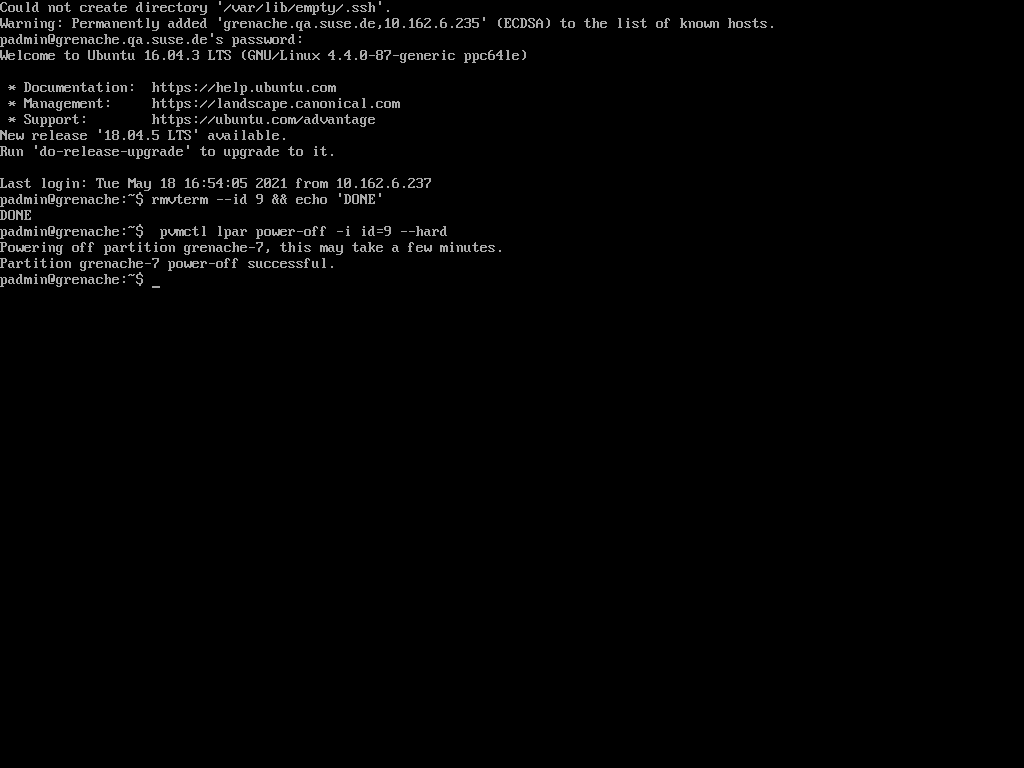 Could not create directory '/var/lib/empty/.ssh'.
Warning: Permanently added 'grenache.qa.suse.de,10.162.6.235' (ECDSA) to the list of known hosts.
padmin@grenache.qa.suse.de's password:
Welcome to Ubuntu 16.04.3 LTS (GNU/Linux 4.4.0-87-generic ppc64le)
 * Documentation:  https://help.ubuntu.com
 * Management:     https://landscape.canonical.com
 * Support:        https://ubuntu.com/advantage
New release '18.04.5 LTS' available.
Run 'do-release-upgrade' to upgrade to it.
Last login: Tue May 18 16:54:05 2021 from 10.162.6.237
padmin@grenache:~$ rmvterm --id 9 && echo 'DONE'
DONE
padmin@grenache:~$  pvmctl lpar power-off -i id=9 --hard
Powering off partition grenache-7, this may take a few minutes.
Partition grenache-7 power-off successful.
padmin@grenache:~$ _